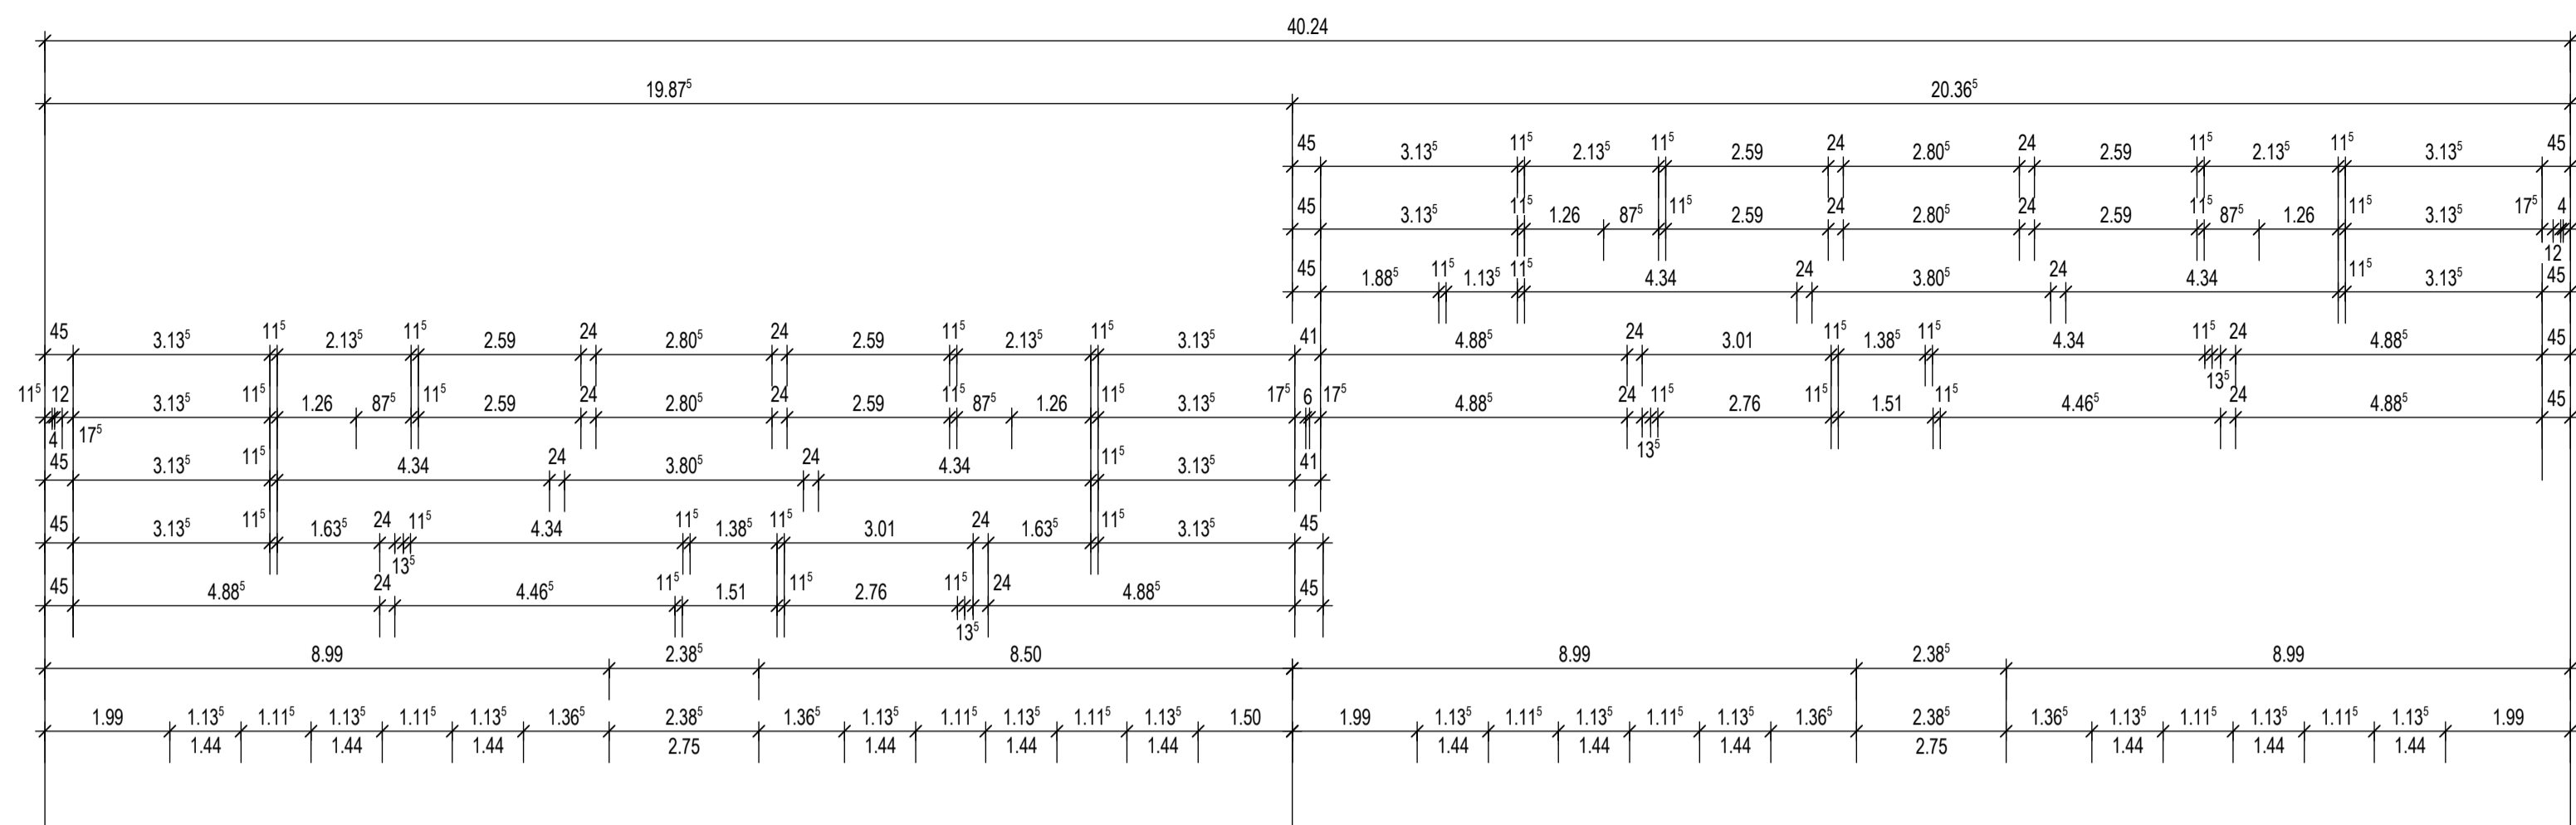 40.24
19.87⁵ 20.36⁵
45 3.13⁵ 11⁵ 2.13⁵ 11⁵ 2.59 24 2.80⁵ 24 2.59 11⁵ 2.13⁵ 11⁵ 3.13⁵ 45
45 3.13⁵ 11⁵ 1.26 87⁵ 11⁵ 2.59 24 2.80⁵ 24 2.59 11⁵ 87⁵ 1.26 11⁵ 3.13⁵ 17⁵ 4
12
45 1.88⁵ 11⁵ 1.13⁵ 11⁵ 4.34 24 3.80⁵ 24 4.34 11⁵ 3.13⁵ 45
45 3.13⁵ 11⁵ 2.13⁵ 11⁵ 2.59 24 2.80⁵ 24 2.59 11⁵ 2.13⁵ 11⁵ 3.13⁵ 41 4.88⁵ 24 3.01 11⁵ 1.38⁵ 11⁵ 4.34 11⁵ 24 4.88⁵ 45
13⁵
11⁵ 12 3.13⁵ 11⁵ 1.26 87⁵ 11⁵ 2.59 24 2.80⁵ 24 2.59 11⁵ 87⁵ 1.26 11⁵ 3.13⁵ 17⁵ 6 17⁵ 4.88⁵ 24 11⁵ 2.76 11⁵ 1.51 11⁵ 4.46⁵ 24 4.88⁵ 45
4 17⁵ 13⁵
45 3.13⁵ 11⁵ 4.34 24 3.80⁵ 24 4.34 11⁵ 3.13⁵ 41
45 3.13⁵ 11⁵ 1.63⁵ 24 11⁵ 4.34 11⁵ 1.38⁵ 11⁵ 3.01 24 1.63⁵ 11⁵ 3.13⁵ 45
13⁵
45 4.88⁵ 24 4.46⁵ 11⁵ 1.51 11⁵ 2.76 11⁵ 24 4.88⁵ 45
13⁵
8.99 2.38⁵ 8.50 8.99 2.38⁵ 8.99
1.99 1.13⁵ 1.11⁵ 1.13⁵ 1.11⁵ 1.13⁵ 1.36⁵ 2.38⁵ 1.36⁵ 1.13⁵ 1.11⁵ 1.13⁵ 1.11⁵ 1.13⁵ 1.50 1.99 1.13⁵ 1.11⁵ 1.13⁵ 1.11⁵ 1.13⁵ 1.36⁵ 2.38⁵ 1.36⁵ 1.13⁵ 1.11⁵ 1.13⁵ 1.11⁵ 1.13⁵ 1.99
1.44 1.44 1.44 2.75 1.44 1.44 1.44 1.44 1.44 1.44 2.75 1.44 1.44 1.44